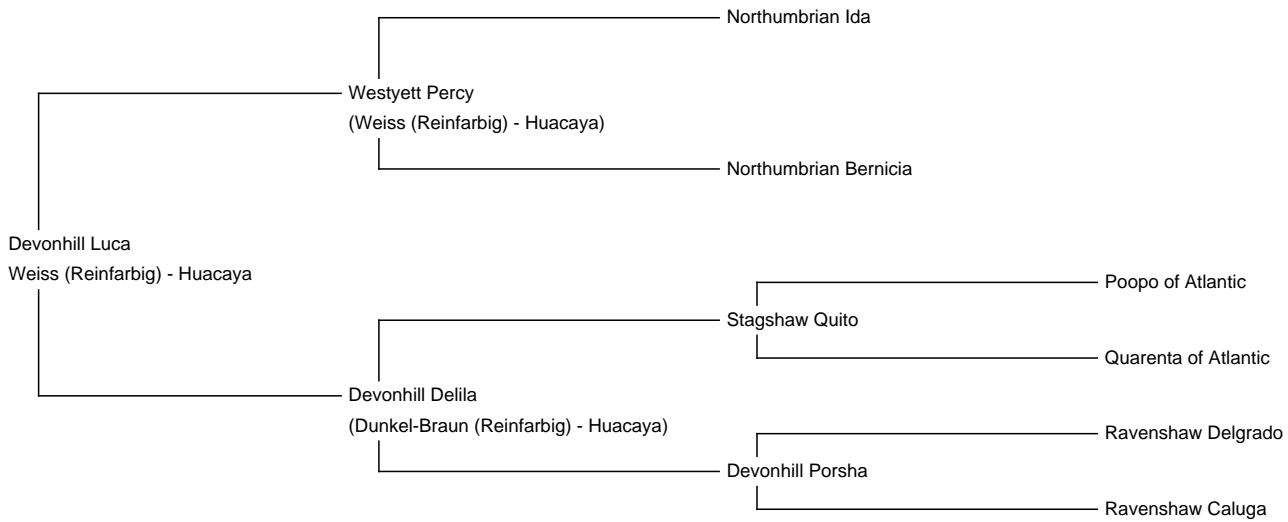 Northumbrian Ida
Westyett Percy
(Weiss (Reinfarbig) - Huacaya)
Northumbrian Bernicia
Devonhill Luca
Weiss (Reinfarbig) - Huacaya
Poopo of Atlantic
Stagshaw Quito
Quarenta of Atlantic
Devonhill Delila
(Dunkel-Braun (Reinfarbig) - Huacaya)
Ravenshaw Delgrado
Devonhill Porsha
Ravenshaw Caluga